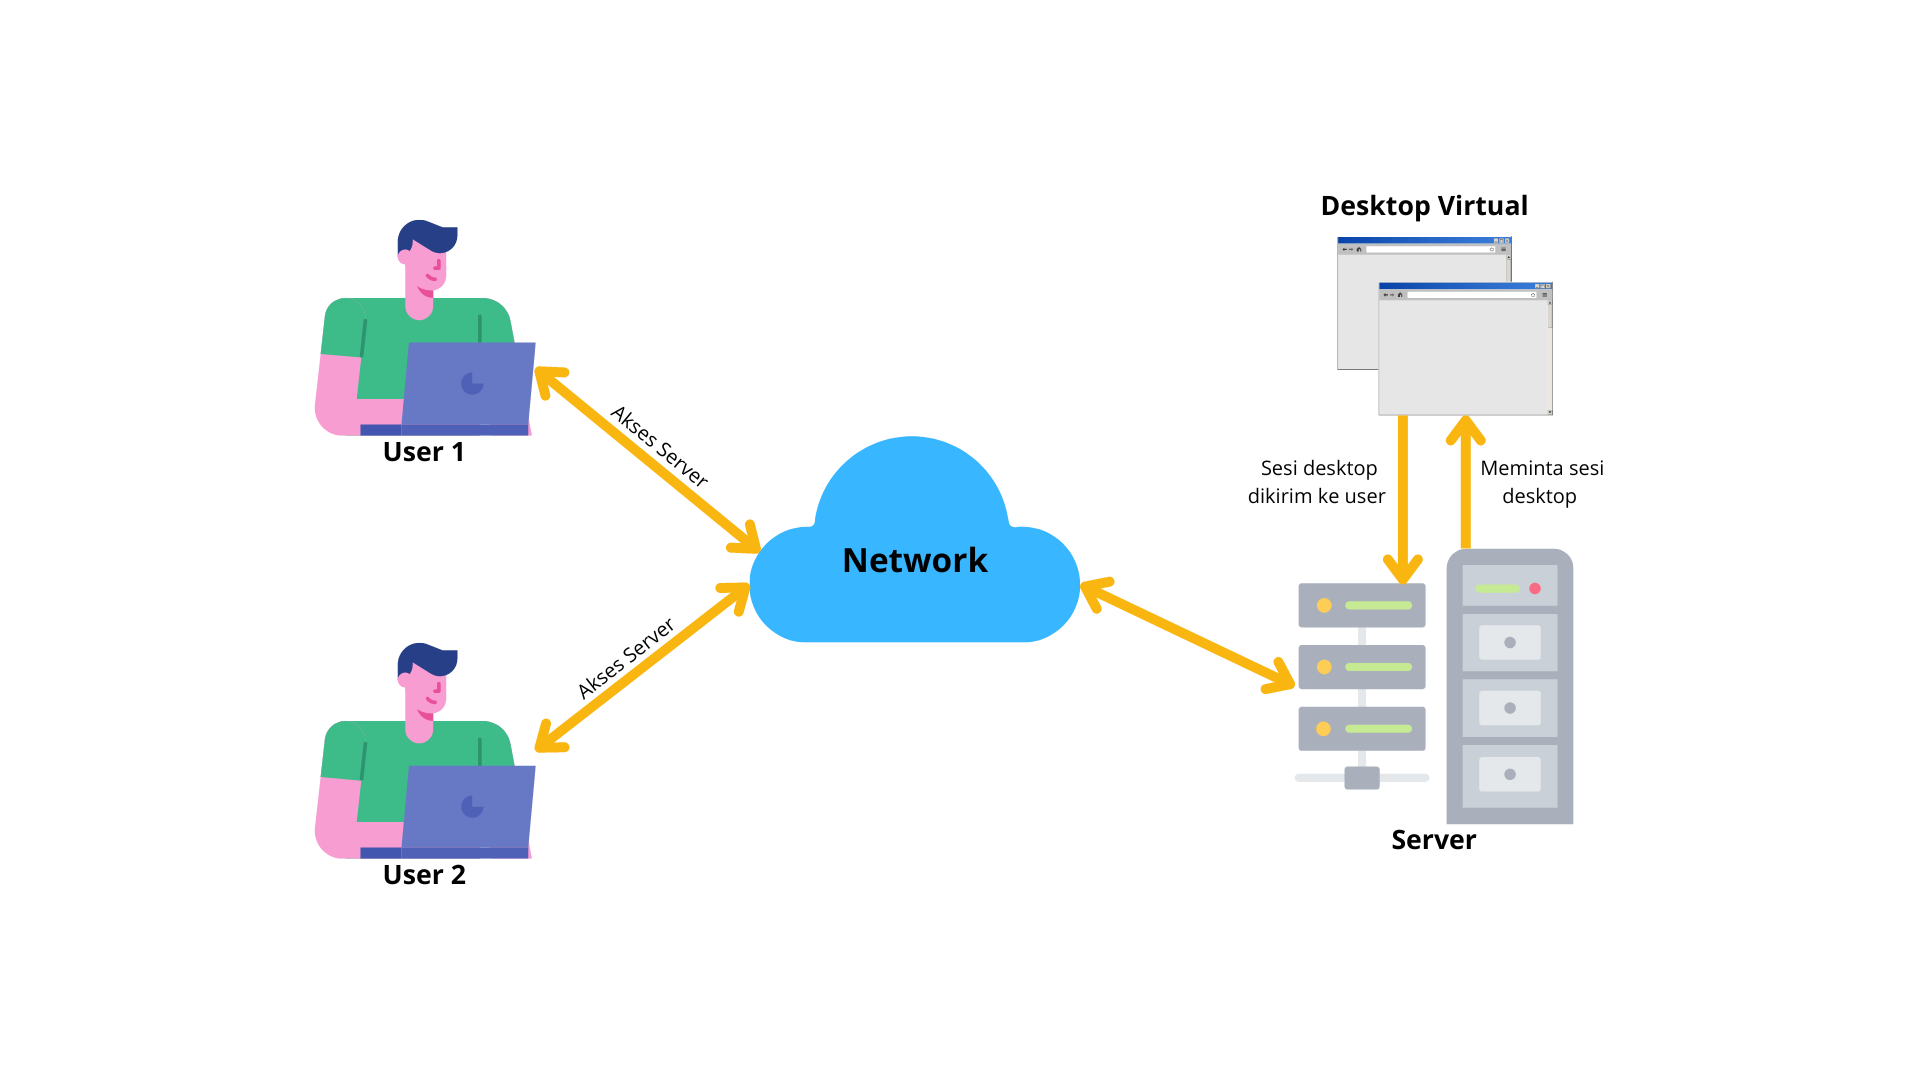 Desktop Virtual
User 1
Akses Server
Sesi desktop
dikirim ke user
Meminta sesi
desktop
Network
Akses Server
User 2
Server